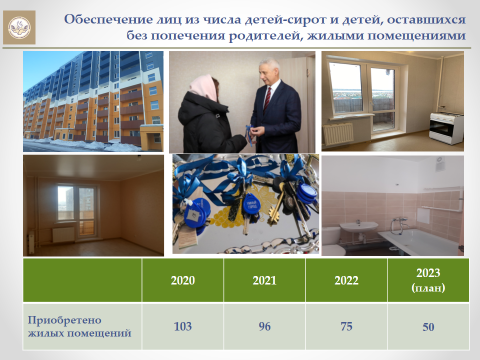 Обеспечение лиц из числа детей-сирот и детей, оставшихся
без попечения родителей, жилыми помещениями
2020 2021 2022 2023
(план)
Приобретено
жилых помещений 103 96 75 50